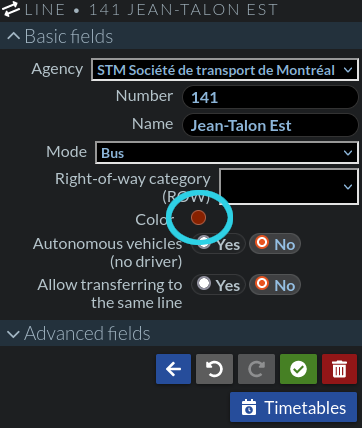 LINE • 141 JEAN-TALON EST
Basic fields
Agency STM Société de transport de Montréal
Number 141
Name Jean-Talon Est
Mode Bus
Right-of-way category
(ROW)
Color
Autonomous vehicles Yes No
(no driver)
Allow transferring to Yes No
the same line
Advanced fields
Timetables